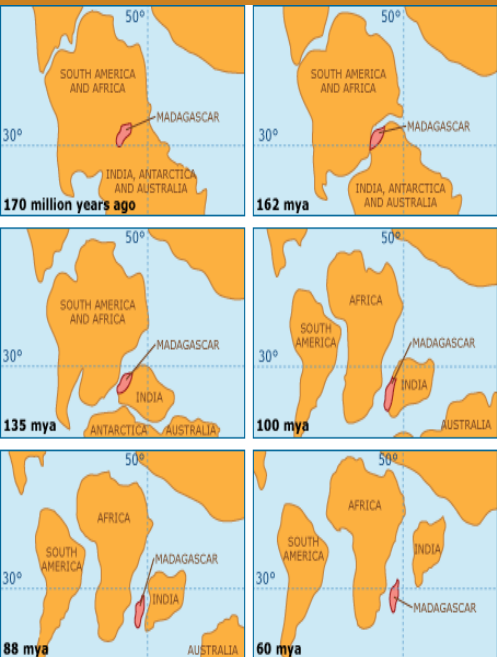 50°
SOUTH AMERICA
AND AFRICA
MADAGASCAR
30°
INDIA, ANTARCTICA
AND AUSTRALIA
170 million years ago
50°
SOUTH AMERICA
AND AFRICA
MADAGASCAR
30°
INDIA, ANTARCTICA
AND AUSTRALIA
162 mya
50°
SOUTH AMERICA
AND AFRICA
MADAGASCAR
30°
INDIA
135 mya
ANTARCTICA
AUSTRALIA
50°
AFRICA
SOUTH
AMERICA
MADAGASCAR
30°
INDIA
100 mya
AUSTRALIA
50°
AFRICA
SOUTH
AMERICA
MADAGASCAR
30°
INDIA
88 mya
AUSTRALIA
50°
AFRICA
SOUTH
AMERICA
INDIA
30°
MADAGASCAR
60 mya